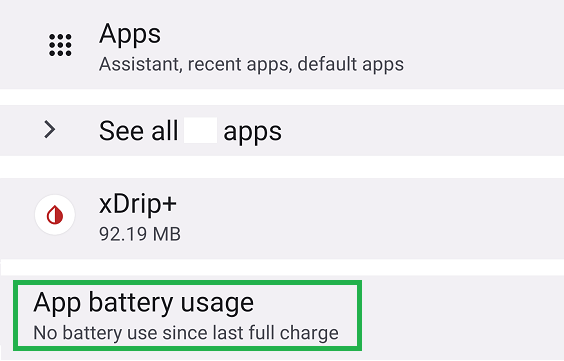 Apps
Assistant, recent apps, default apps
See all apps
xDrip+
92.19 MB
App battery usage
No battery use since last full charge